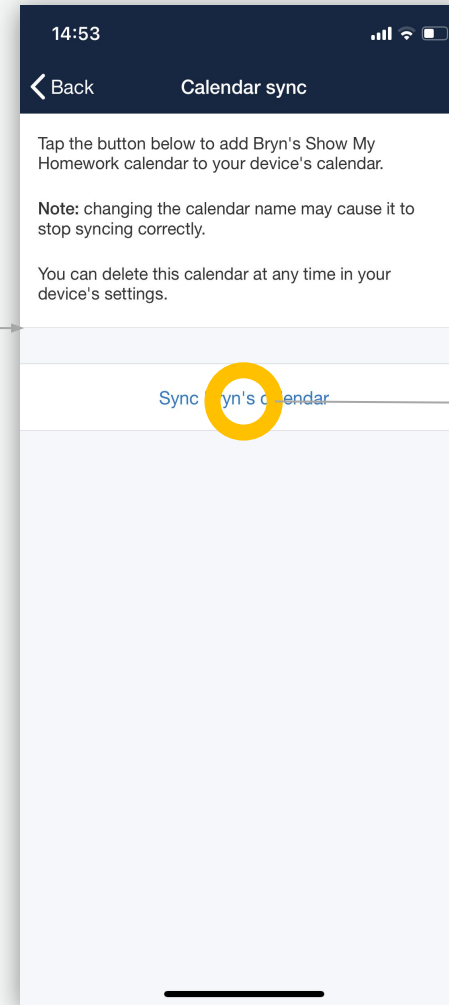 14:53
Back Calendar sync
Tap the button below to add Bryn's Show My
Homework calendar to your device's calendar.
Note: changing the calendar name may cause it to
stop syncing correctly.
You can delete this calendar at any time in your
device's settings.
Sync Bryn's calendar